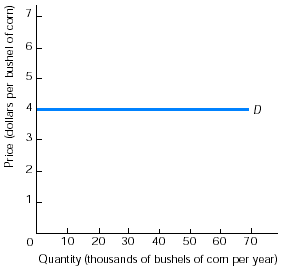 Price (dollars per bushel of corn)
7
6
5
4
3
2
1
0
D
10 20 30 40 50 60 70
Quantity (thousands of bushels of corn per year)